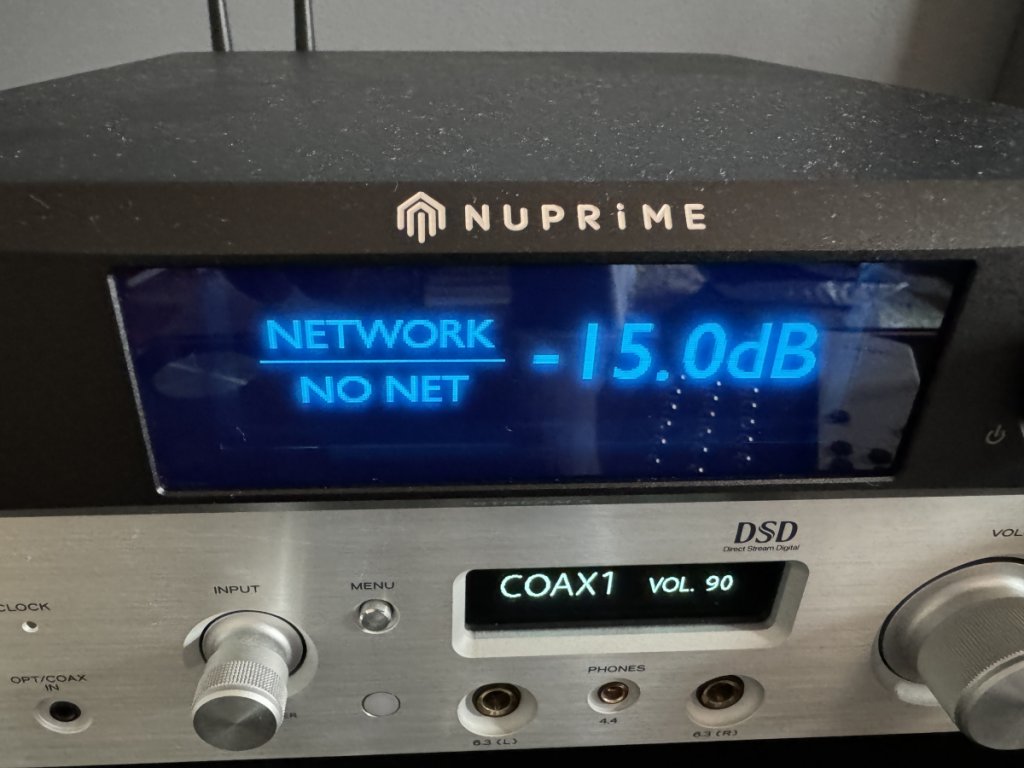 NUPRiME
NETWORK
NO NET
-15.0dB
DSD
Direct Stream Digital
VOL
COAX1 VOL. 90
INPUT
MENU
CLOCK
OPT/COAX
IN
PHONES
6.3 (L)
4.4
6.3 (R)